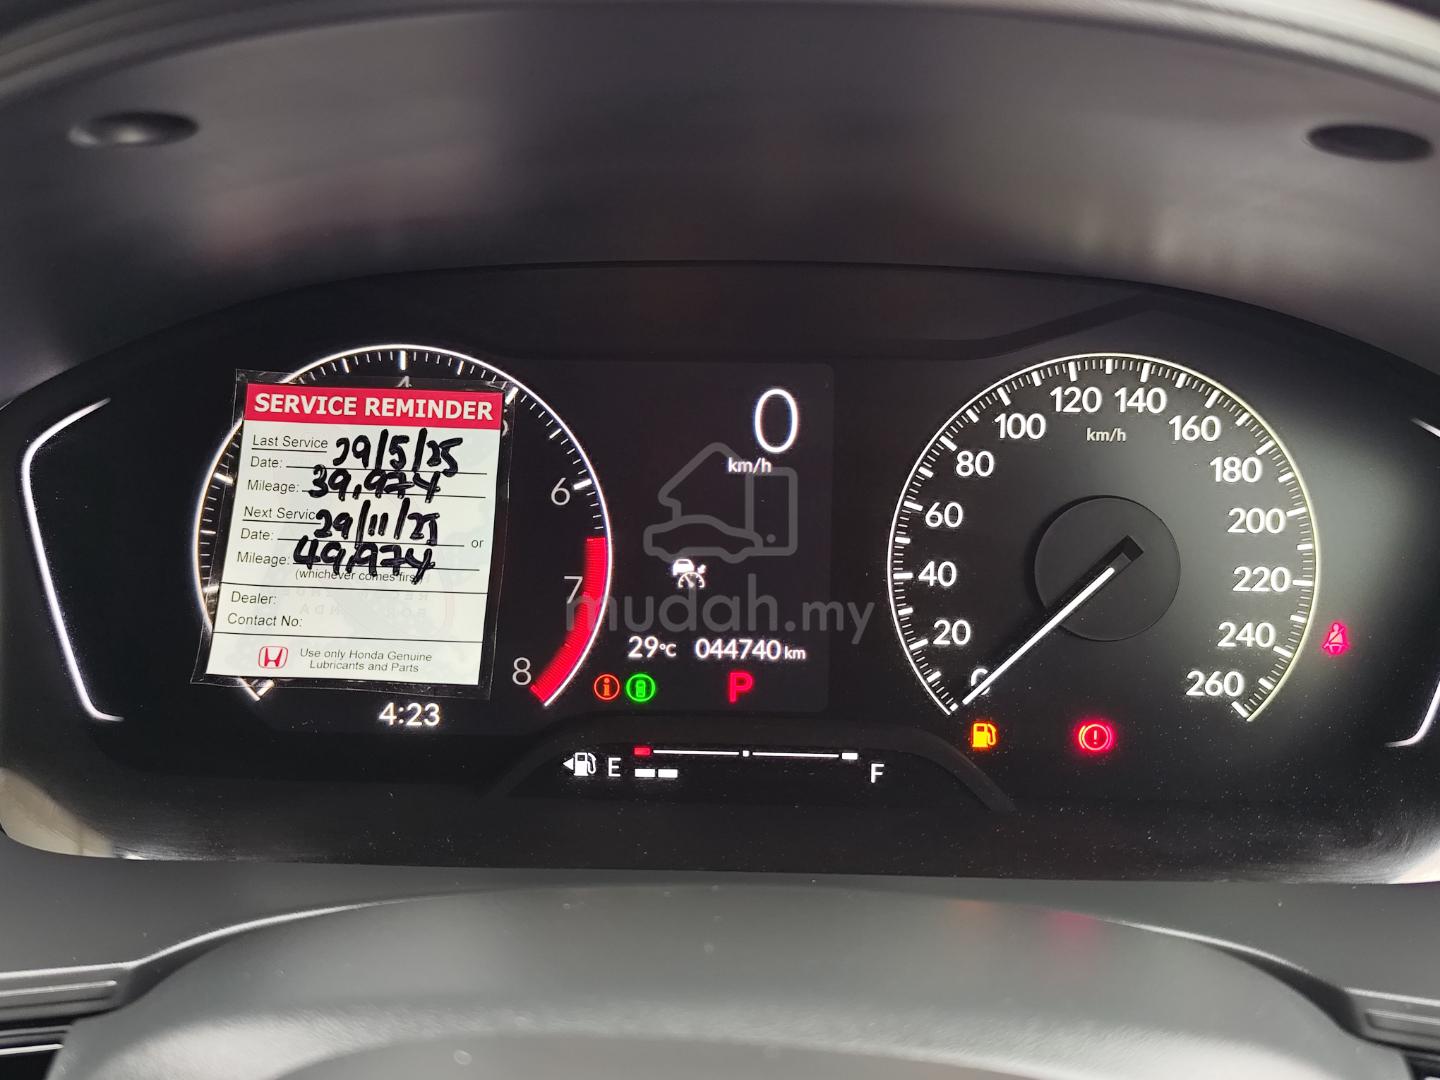 SERVICE REMINDER
Last Service
Date: 29/5/25
Mileage: 39,974
Next Service
Date: 29/11/25 or
Mileage: 49,974
(whichever comes first)
Dealer:
Contact No:
Use only Honda Genuine
Lubricants and Parts
4
6
7
8
4:23
0
km/h
mudah.my
29°C 044740 km
P
E F
0
20
40
60
80
100
120
140
160
180
200
220
240
260
km/h